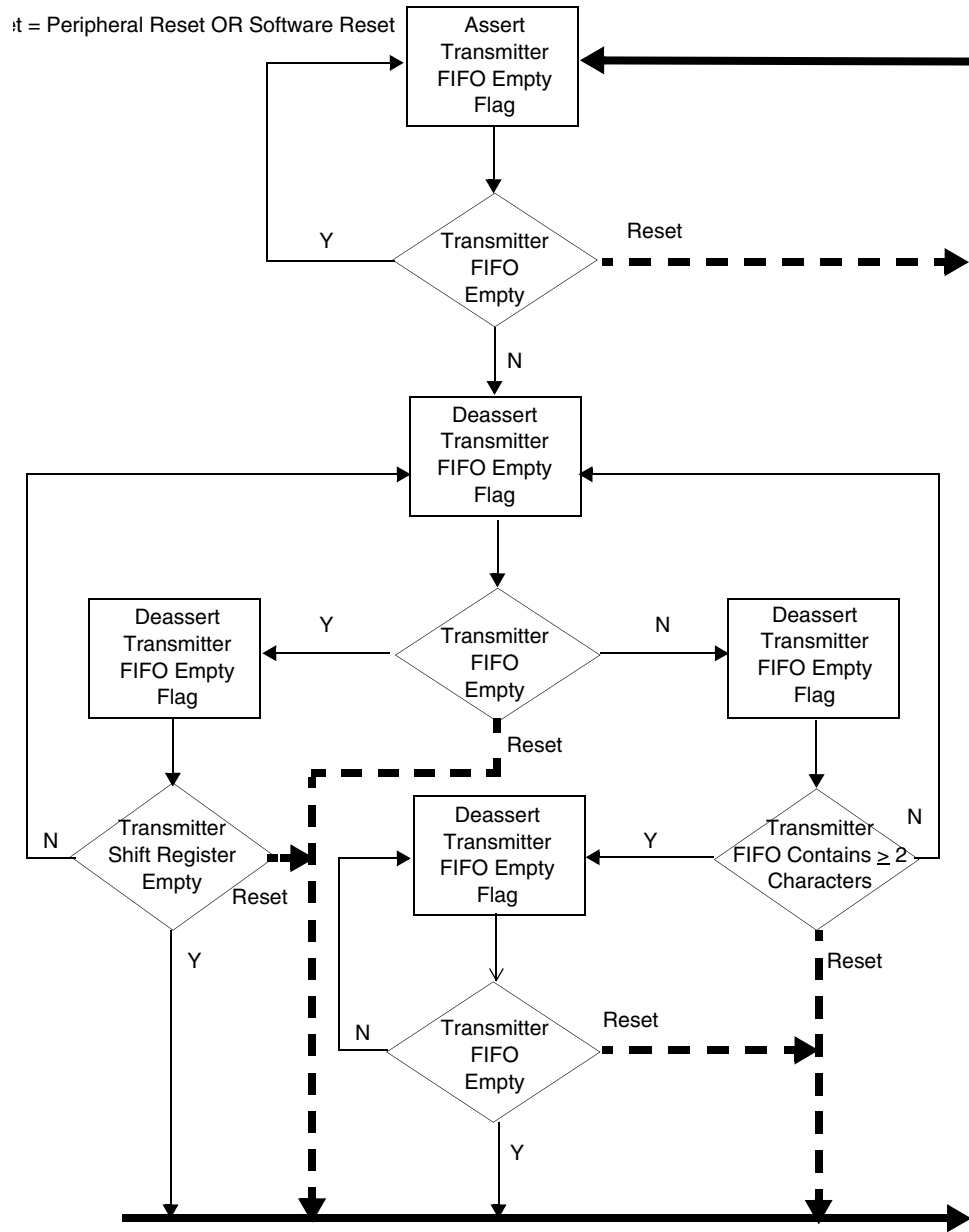 = Peripheral Reset OR Software Reset
Assert
Transmitter
FIFO Empty
Flag
Y
Transmitter
FIFO
Empty
Reset
N
Deassert
Transmitter
FIFO Empty
Flag
Deassert
Transmitter
FIFO Empty
Flag
Y
Transmitter
FIFO
Empty
N
Deassert
Transmitter
FIFO Empty
Flag
Reset
N
Transmitter
Shift Register
Empty
Reset
Y
Deassert
Transmitter
FIFO Empty
Flag
Y
Transmitter
FIFO Contains ≥ 2
Characters
N
Reset
N
Transmitter
FIFO
Empty
Reset
Y